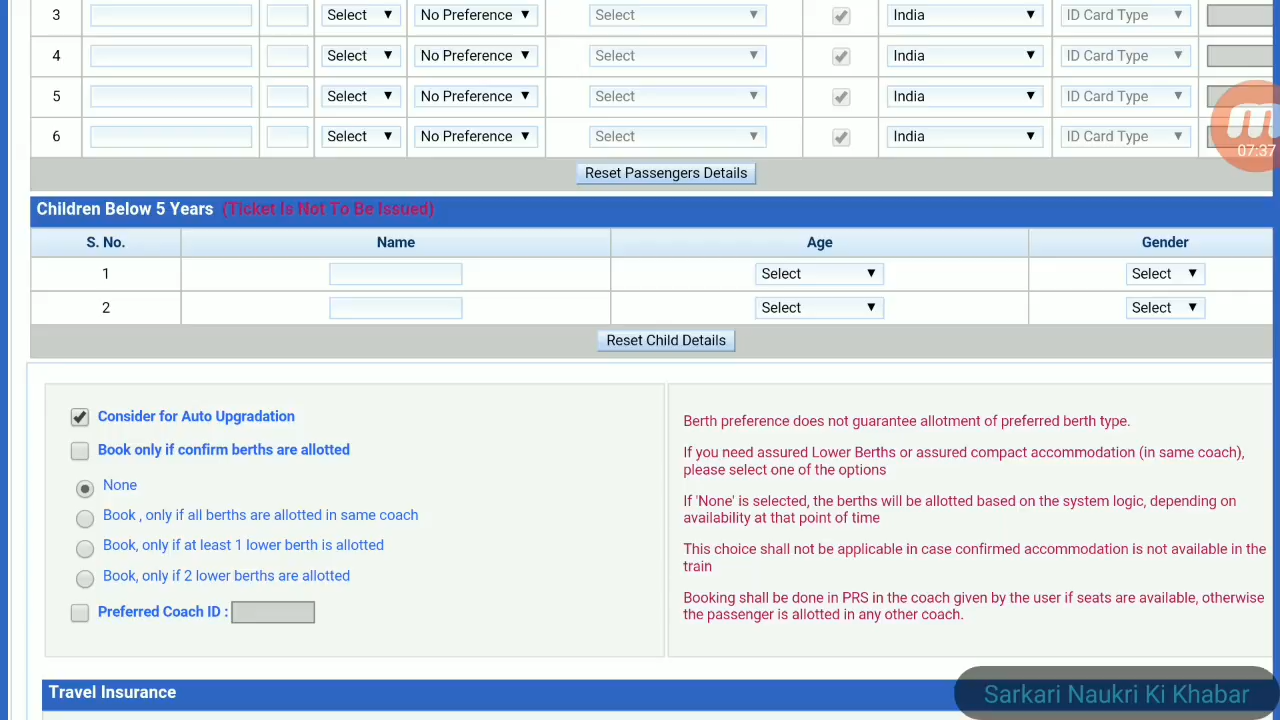 3 Select No Preference Select India ID Card Type
4 Select No Preference Select India ID Card Type
5 Select No Preference Select India ID Card Type
07:37
6 Select No Preference Select India ID Card Type
Reset Passengers Details
Children Below 5 Years (Ticket Is Not To Be Issued)
S. No. Name Age Gender
1 Select Select
2 Select Select
Reset Child Details
Consider for Auto Upgradation
Book only if confirm berths are allotted
None
Book , only if all berths are allotted in same coach
Book, only if at least 1 lower berth is allotted
Book, only if 2 lower berths are allotted
Preferred Coach ID :
Berth preference does not guarantee allotment of preferred berth type.
If you need assured Lower Berths or assured compact accommodation (in same coach),
please select one of the options
If 'None' is selected, the berths will be allotted based on the system logic, depending on
availability at that point of time
This choice shall not be applicable in case confirmed accommodation is not available in the
train
Booking shall be done in PRS in the coach given by the user if seats are available, otherwise
the passenger is allotted in any other coach.
Travel Insurance
Sarkari Naukri Ki Khabar